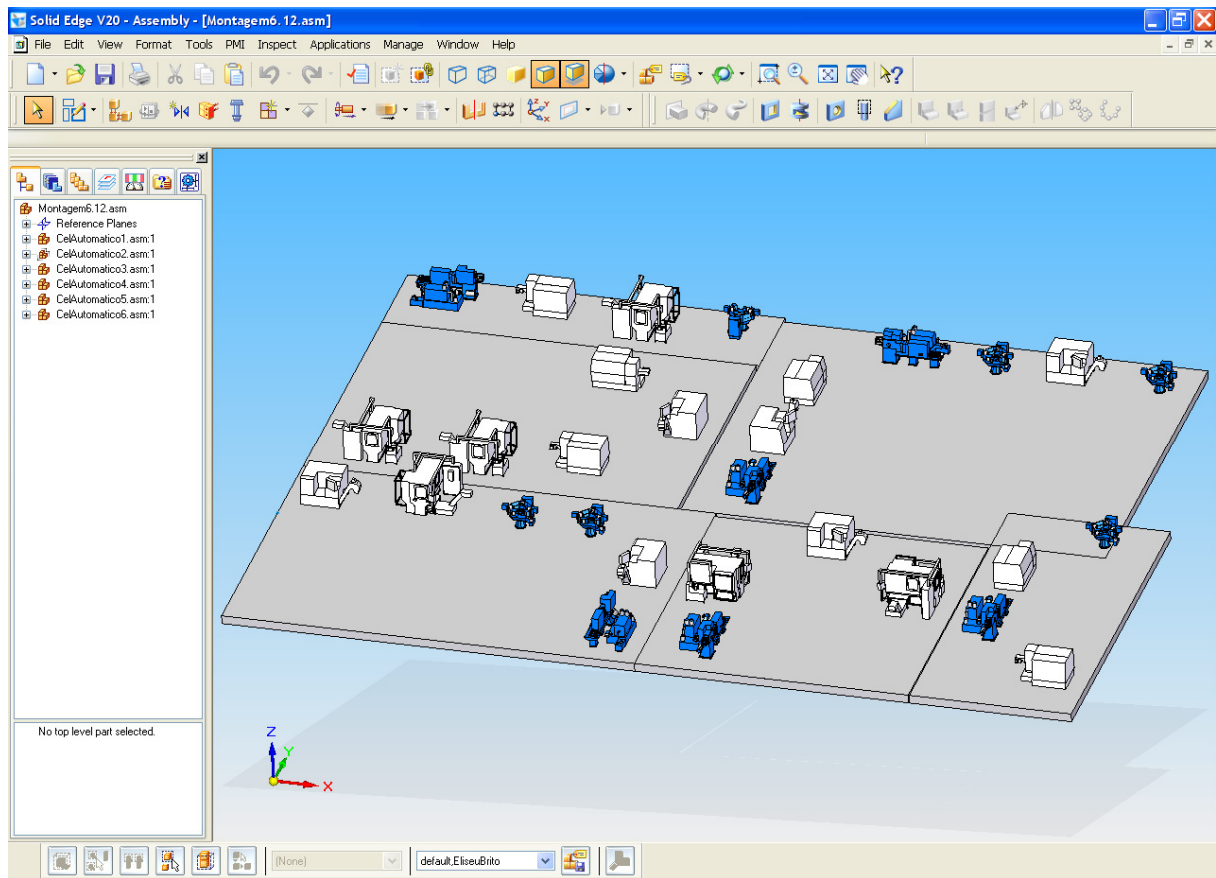 Solid Edge V20 - Assembly - [Montagem6.12.asm]
File Edit View Format Tools PMI Inspect Applications Manage Window Help
Montagem6.12.asm
Reference Planes
CelAutomatico1.asm:1
CelAutomatico2.asm:1
CelAutomatico3.asm:1
CelAutomatico4.asm:1
CelAutomatico5.asm:1
CelAutomatico6.asm:1
No top level part selected.
Z
Y
X
(None)
default,EliseuBrito